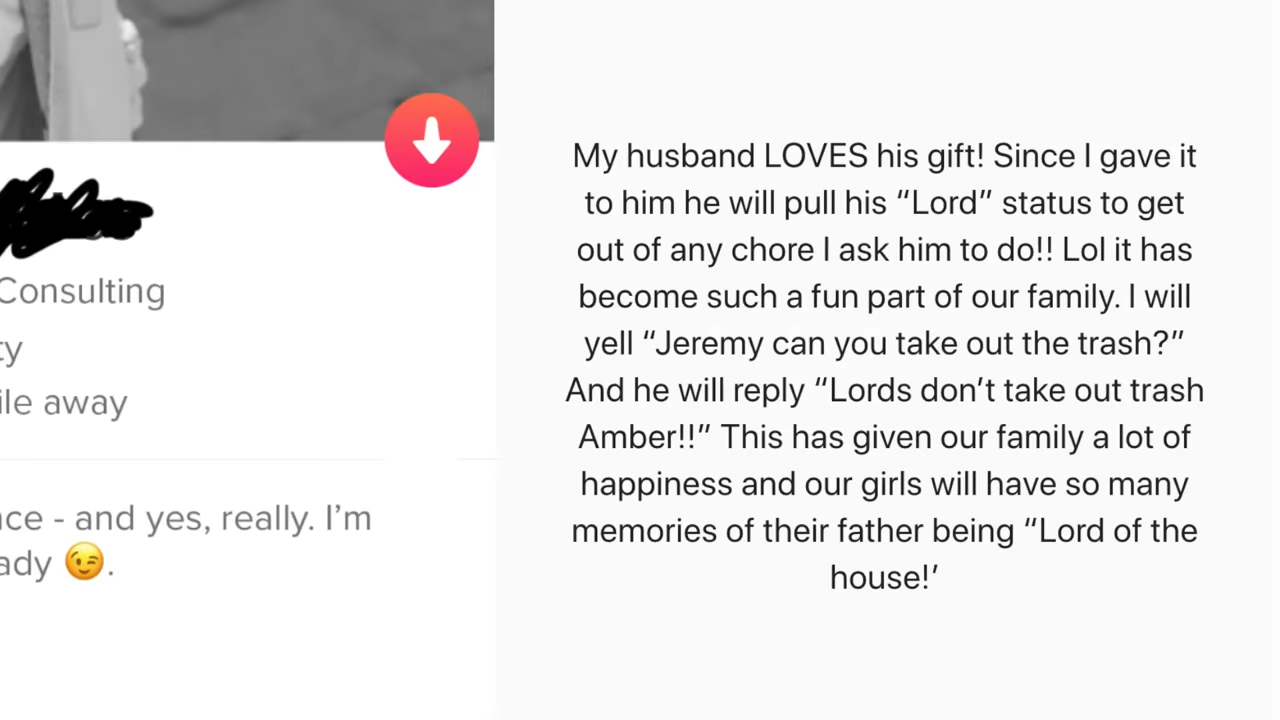 Consulting
ty
ile away
nce - and yes, really. I’m
ady 😉.
My husband LOVES his gift! Since I gave it
to him he will pull his “Lord” status to get
out of any chore I ask him to do!! Lol it has
become such a fun part of our family. I will
yell “Jeremy can you take out the trash?”
And he will reply “Lords don’t take out trash
Amber!!” This has given our family a lot of
happiness and our girls will have so many
memories of their father being “Lord of the
house!’